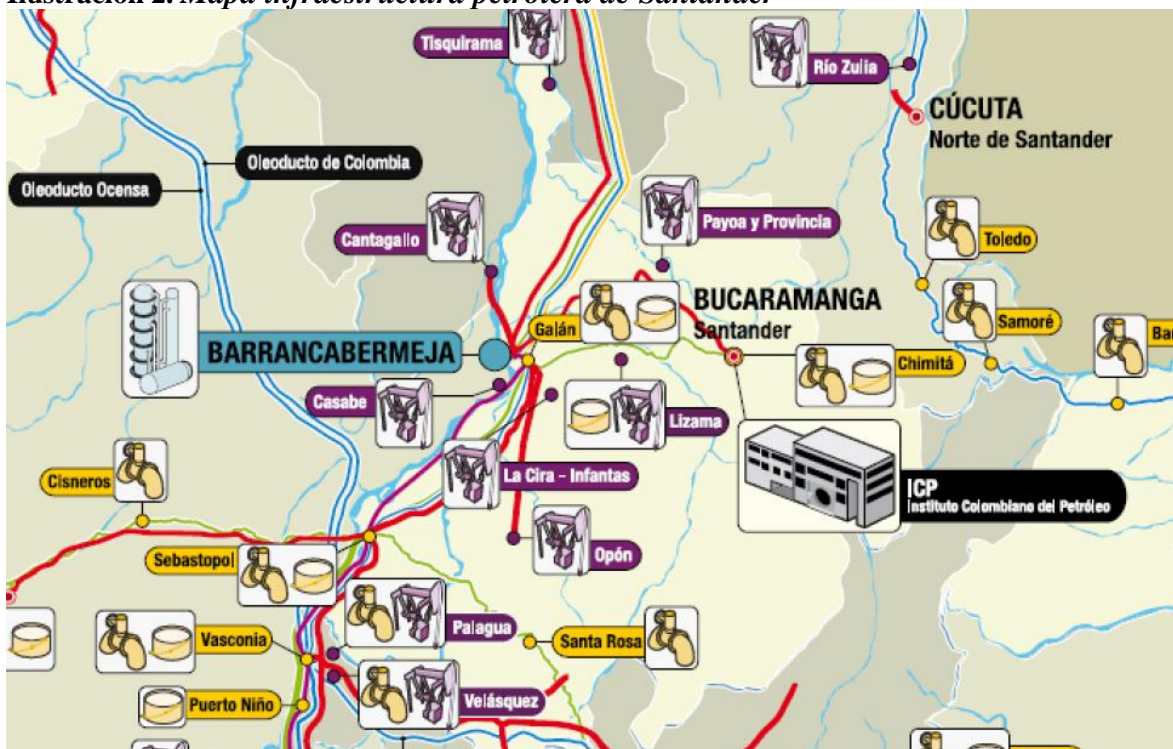 Ilustración 2. Mapa infraestructura petrolera de Santander
Tisquirama
Río Zulia
CÚCUTA
Norte de Santander
Oleoducto de Colombia
Oleoducto Ocensa
Cantagallo
Payoa y Provincia
Toledo
BUCARAMANGA
Santander
Samoré
Galán
BARRANCABERMEJA
Chimitá
Casabe
Lizama
La Cira – Infantas
Cisneros
ICP
Instituto Colombiano del Petróleo
Sebastopol
Opón
Palagua
Vasconia
Santa Rosa
Velásquez
Puerto Niño